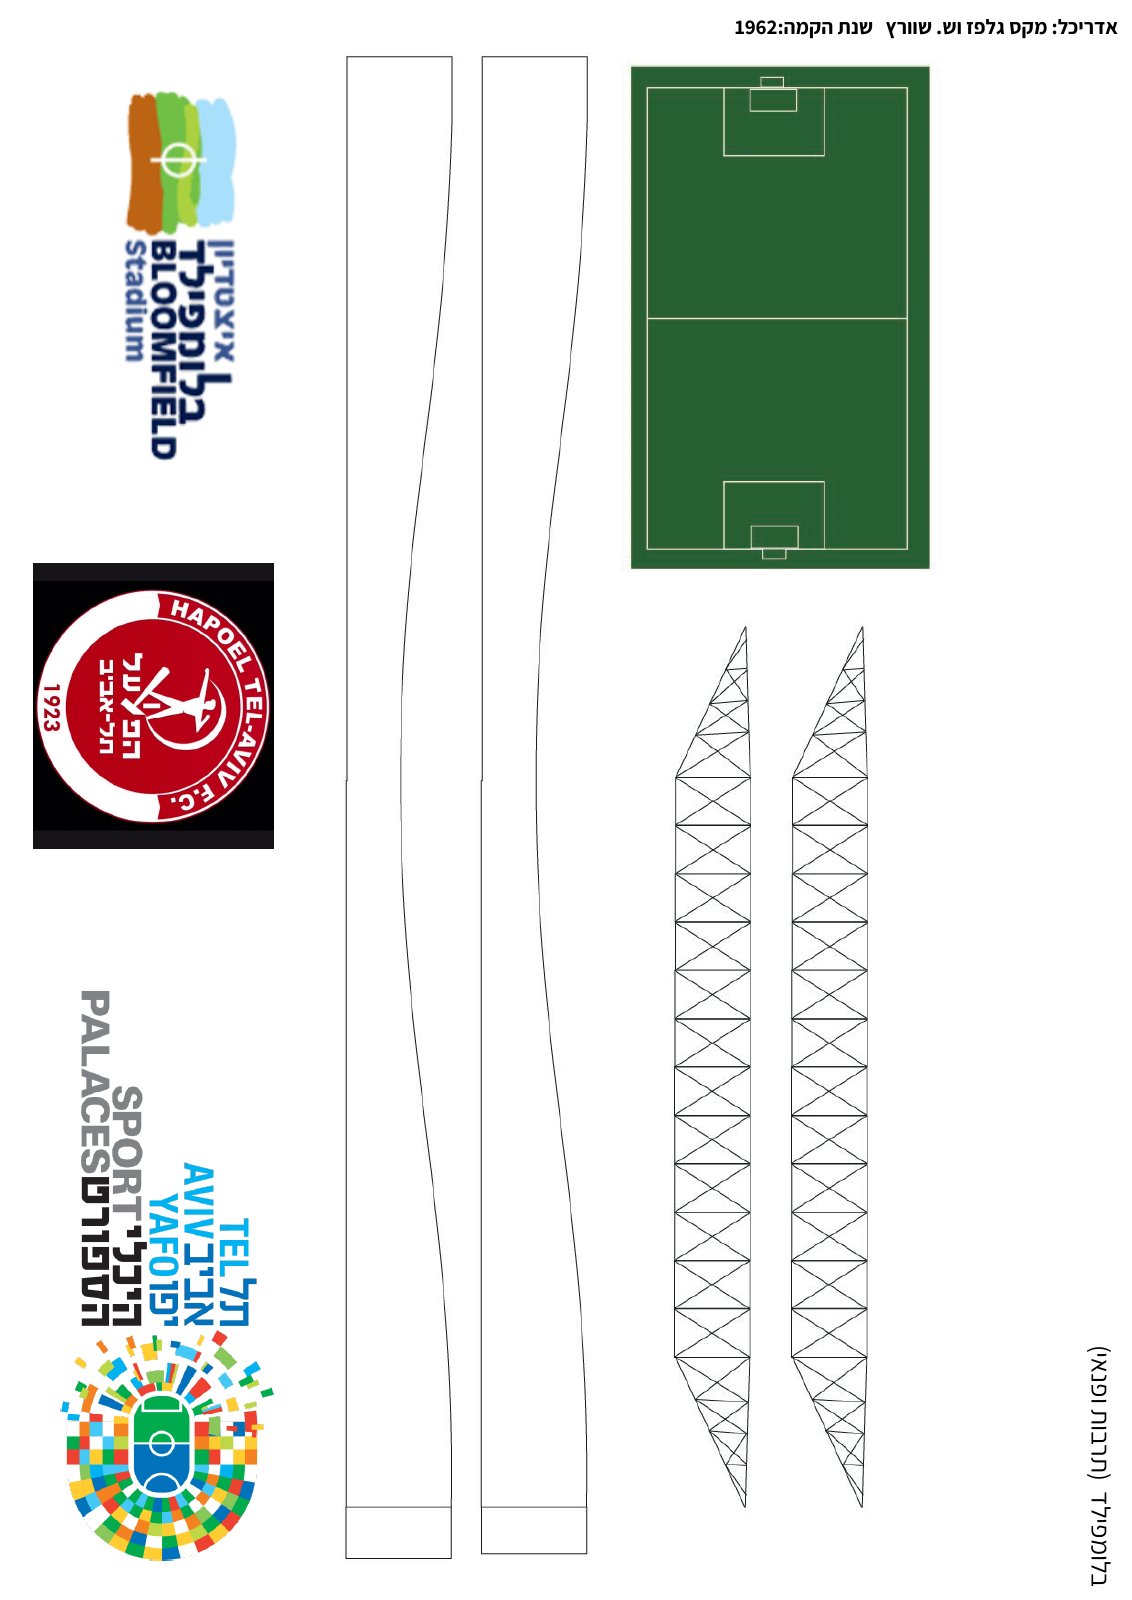 אדריכל: מקס גלפז וש. שוורץ   שנת הקמה:1962
איצטדיון
בלומפילד
BLOOMFIELD
Stadium
HAPOEL TEL-AVIV F.C.
הפועל
תל-אביב
1923
תל TEL
אביב AVIV
יפו YAFO
היכלי SPORT
הספורט PALACES
בלומפילד (תרבות ופנאי)